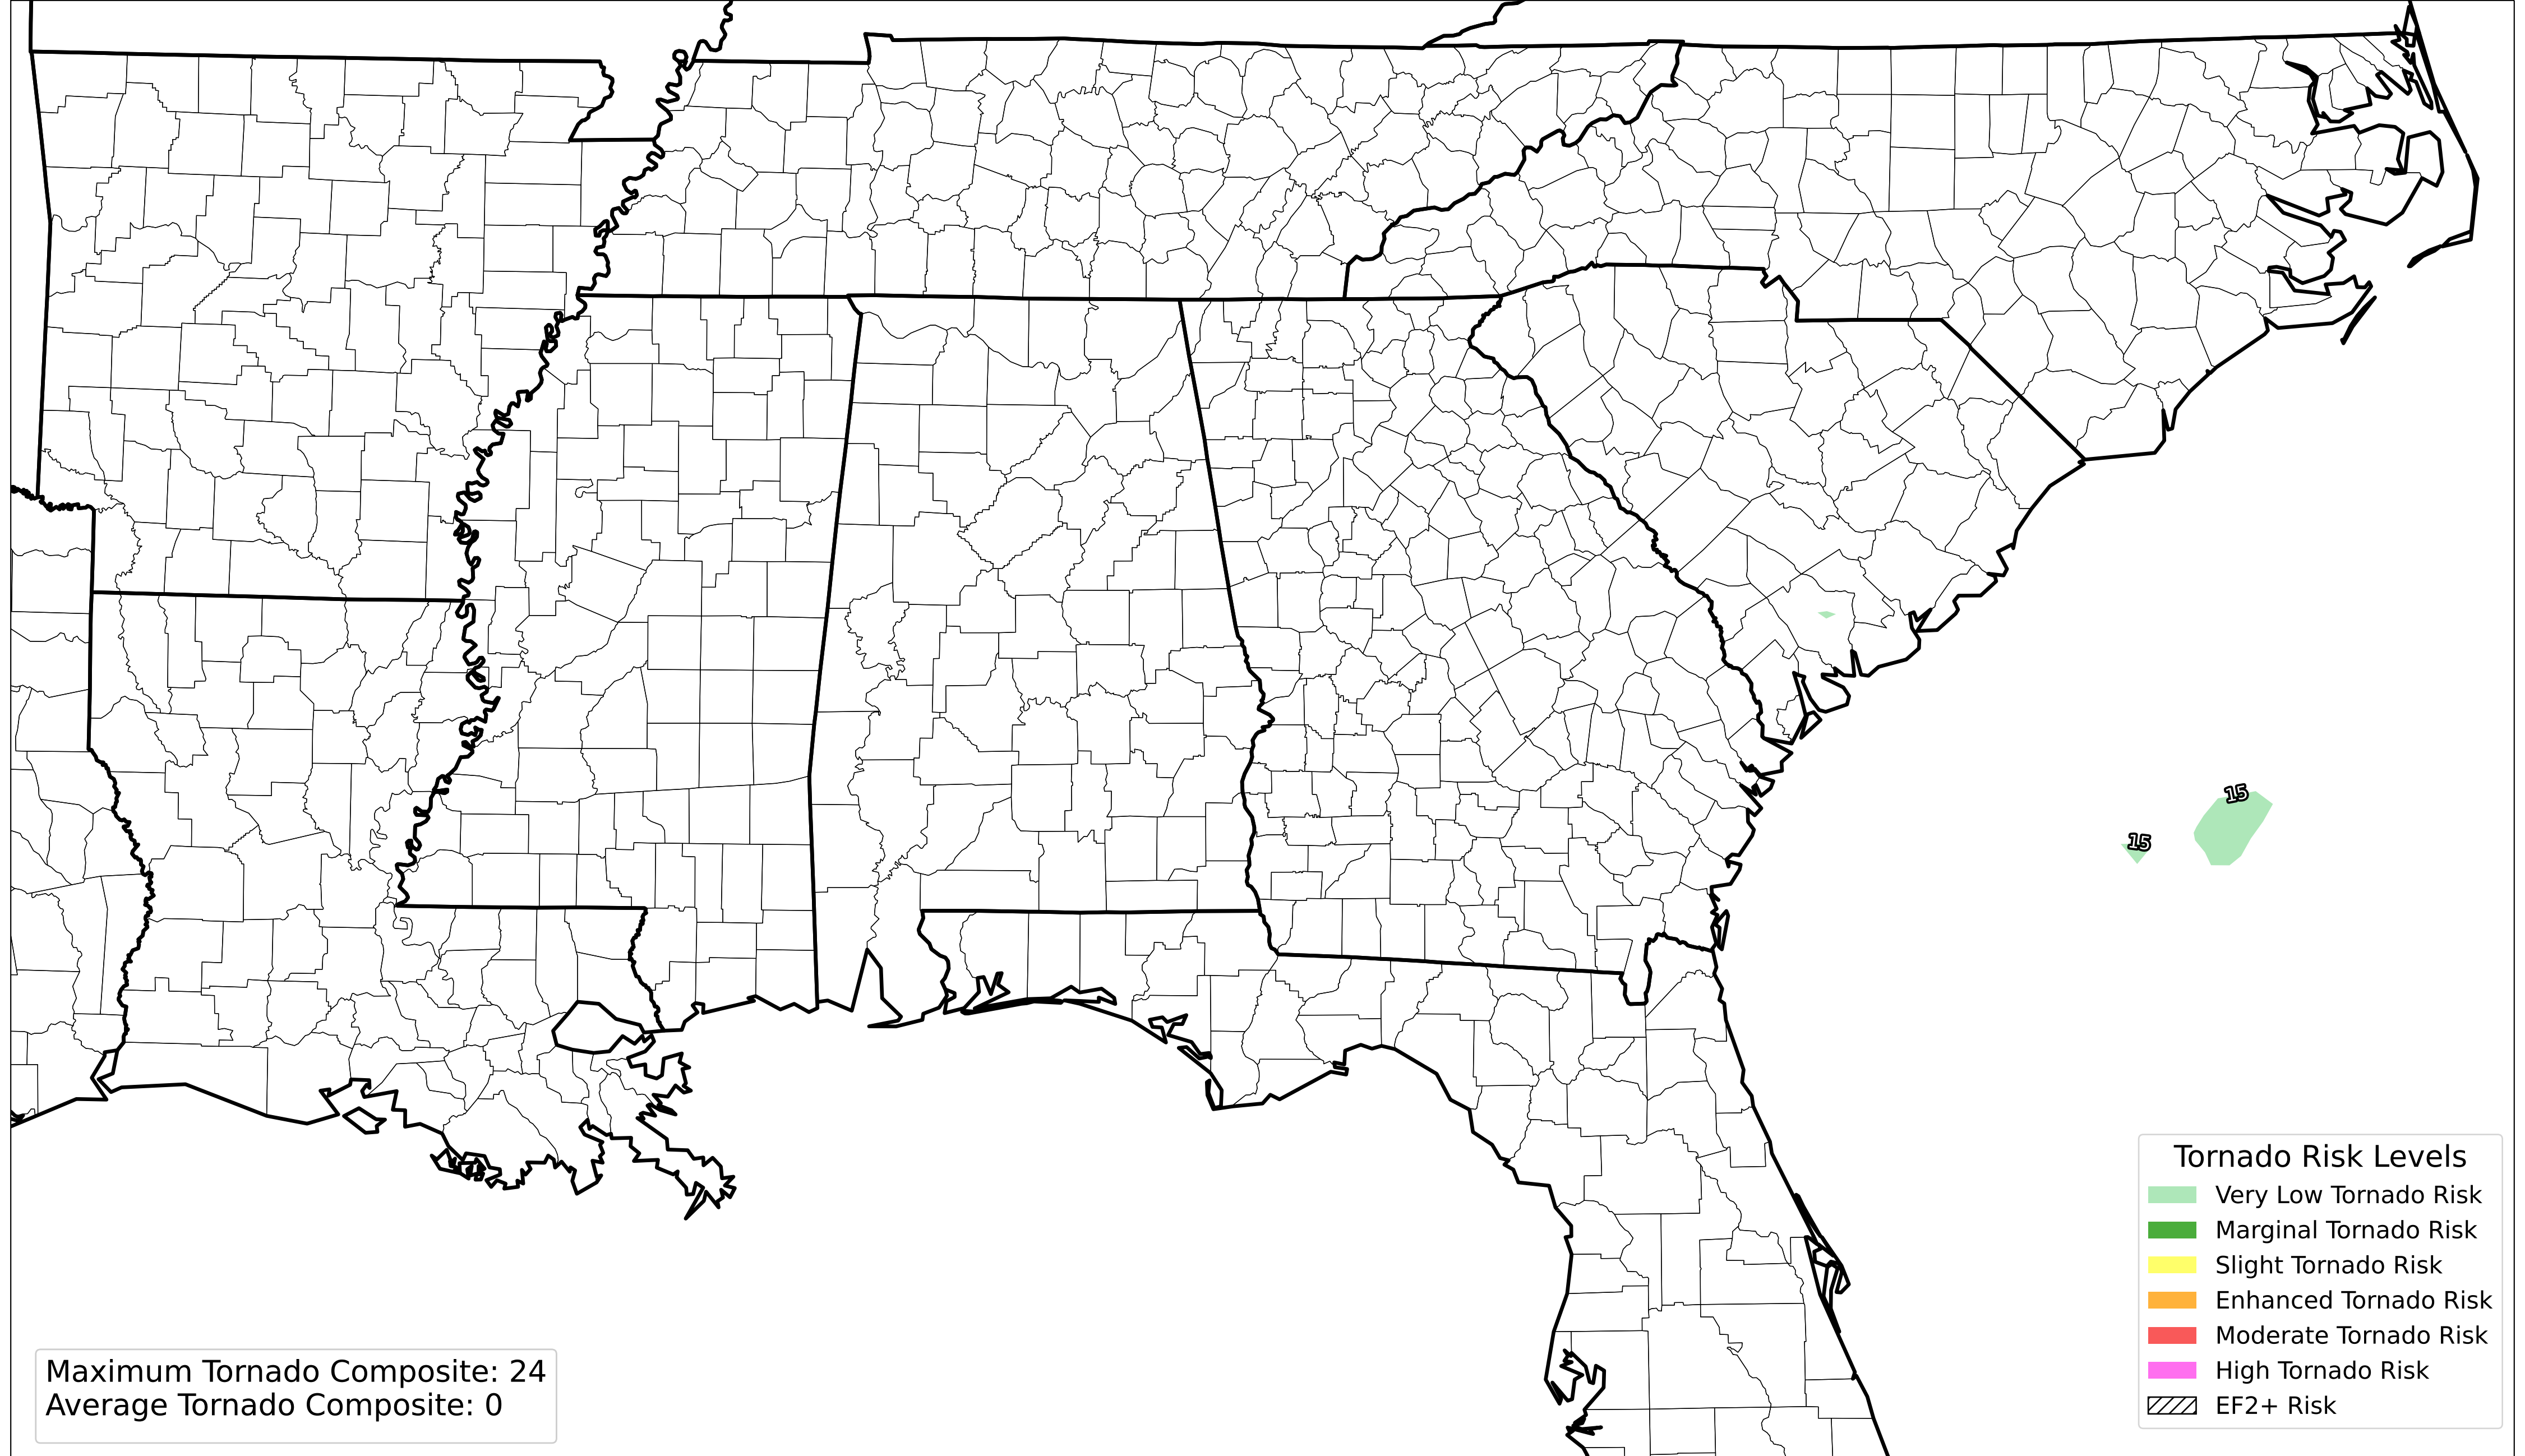 15
15
Tornado Risk Levels
Very Low Tornado Risk
Marginal Tornado Risk
Slight Tornado Risk
Enhanced Tornado Risk
Moderate Tornado Risk
High Tornado Risk
EF2+ Risk
Maximum Tornado Composite: 24
Average Tornado Composite: 0